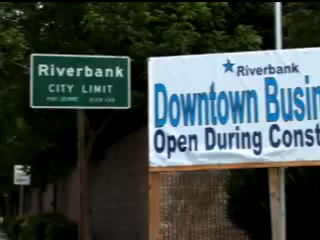 Riverbank
CITY LIMIT
Riverbank
Downtown Busin
Open During Const